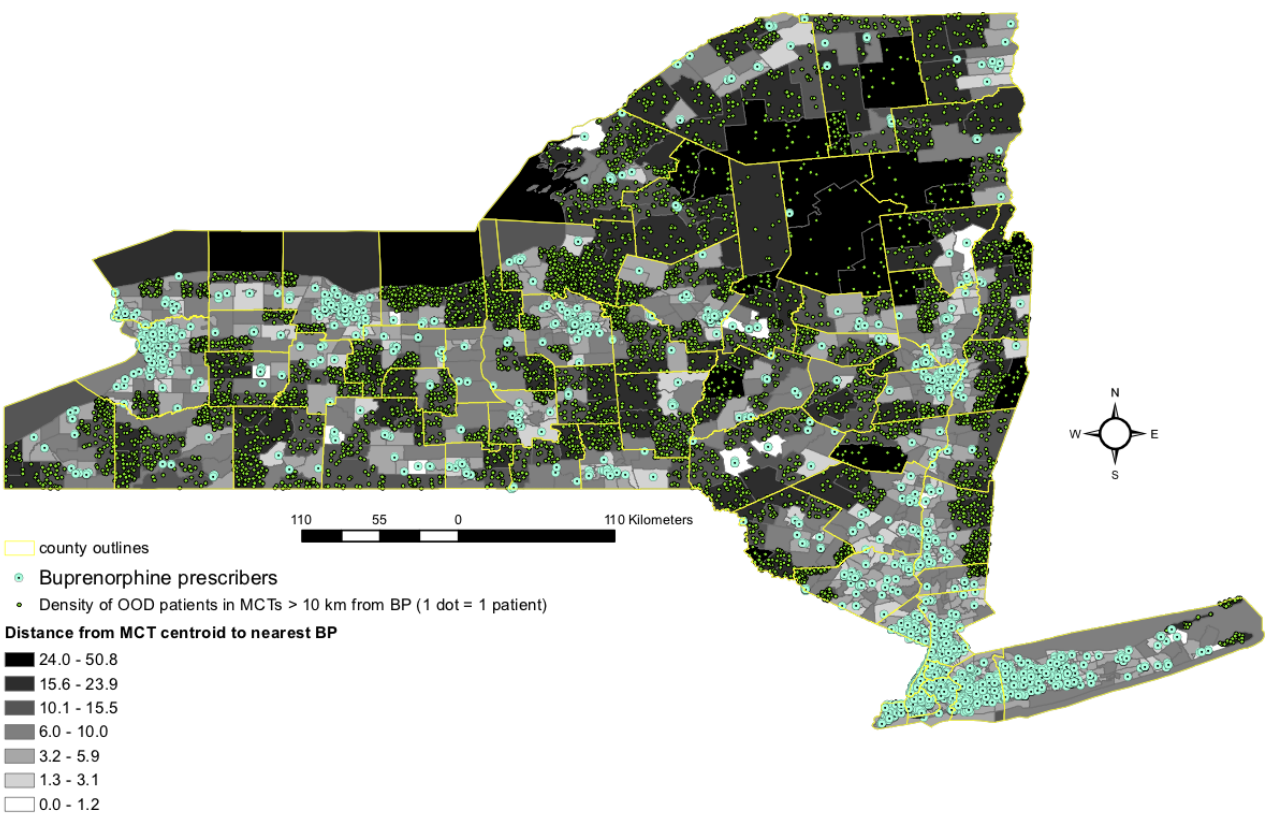 N
W E
S
110 55 0 110 Kilometers
county outlines
Buprenorphine prescribers
Density of OOD patients in MCTs > 10 km from BP (1 dot = 1 patient)
Distance from MCT centroid to nearest BP
24.0 - 50.8
15.6 - 23.9
10.1 - 15.5
6.0 - 10.0
3.2 - 5.9
1.3 - 3.1
0.0 - 1.2